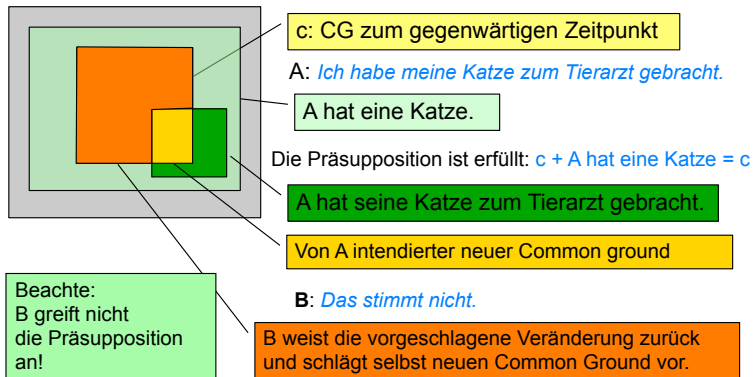 c: CG zum gegenwärtigen Zeitpunkt
A: Ich habe meine Katze zum Tierarzt gebracht.
A hat eine Katze.
Die Präsupposition ist erfüllt: c + A hat eine Katze = c
A hat seine Katze zum Tierarzt gebracht.
Von A intendierter neuer Common ground
Beachte:
B greift nicht
die Präsupposition
an!
B: Das stimmt nicht.
B weist die vorgeschlagene Veränderung zurück
und schlägt selbst neuen Common Ground vor.